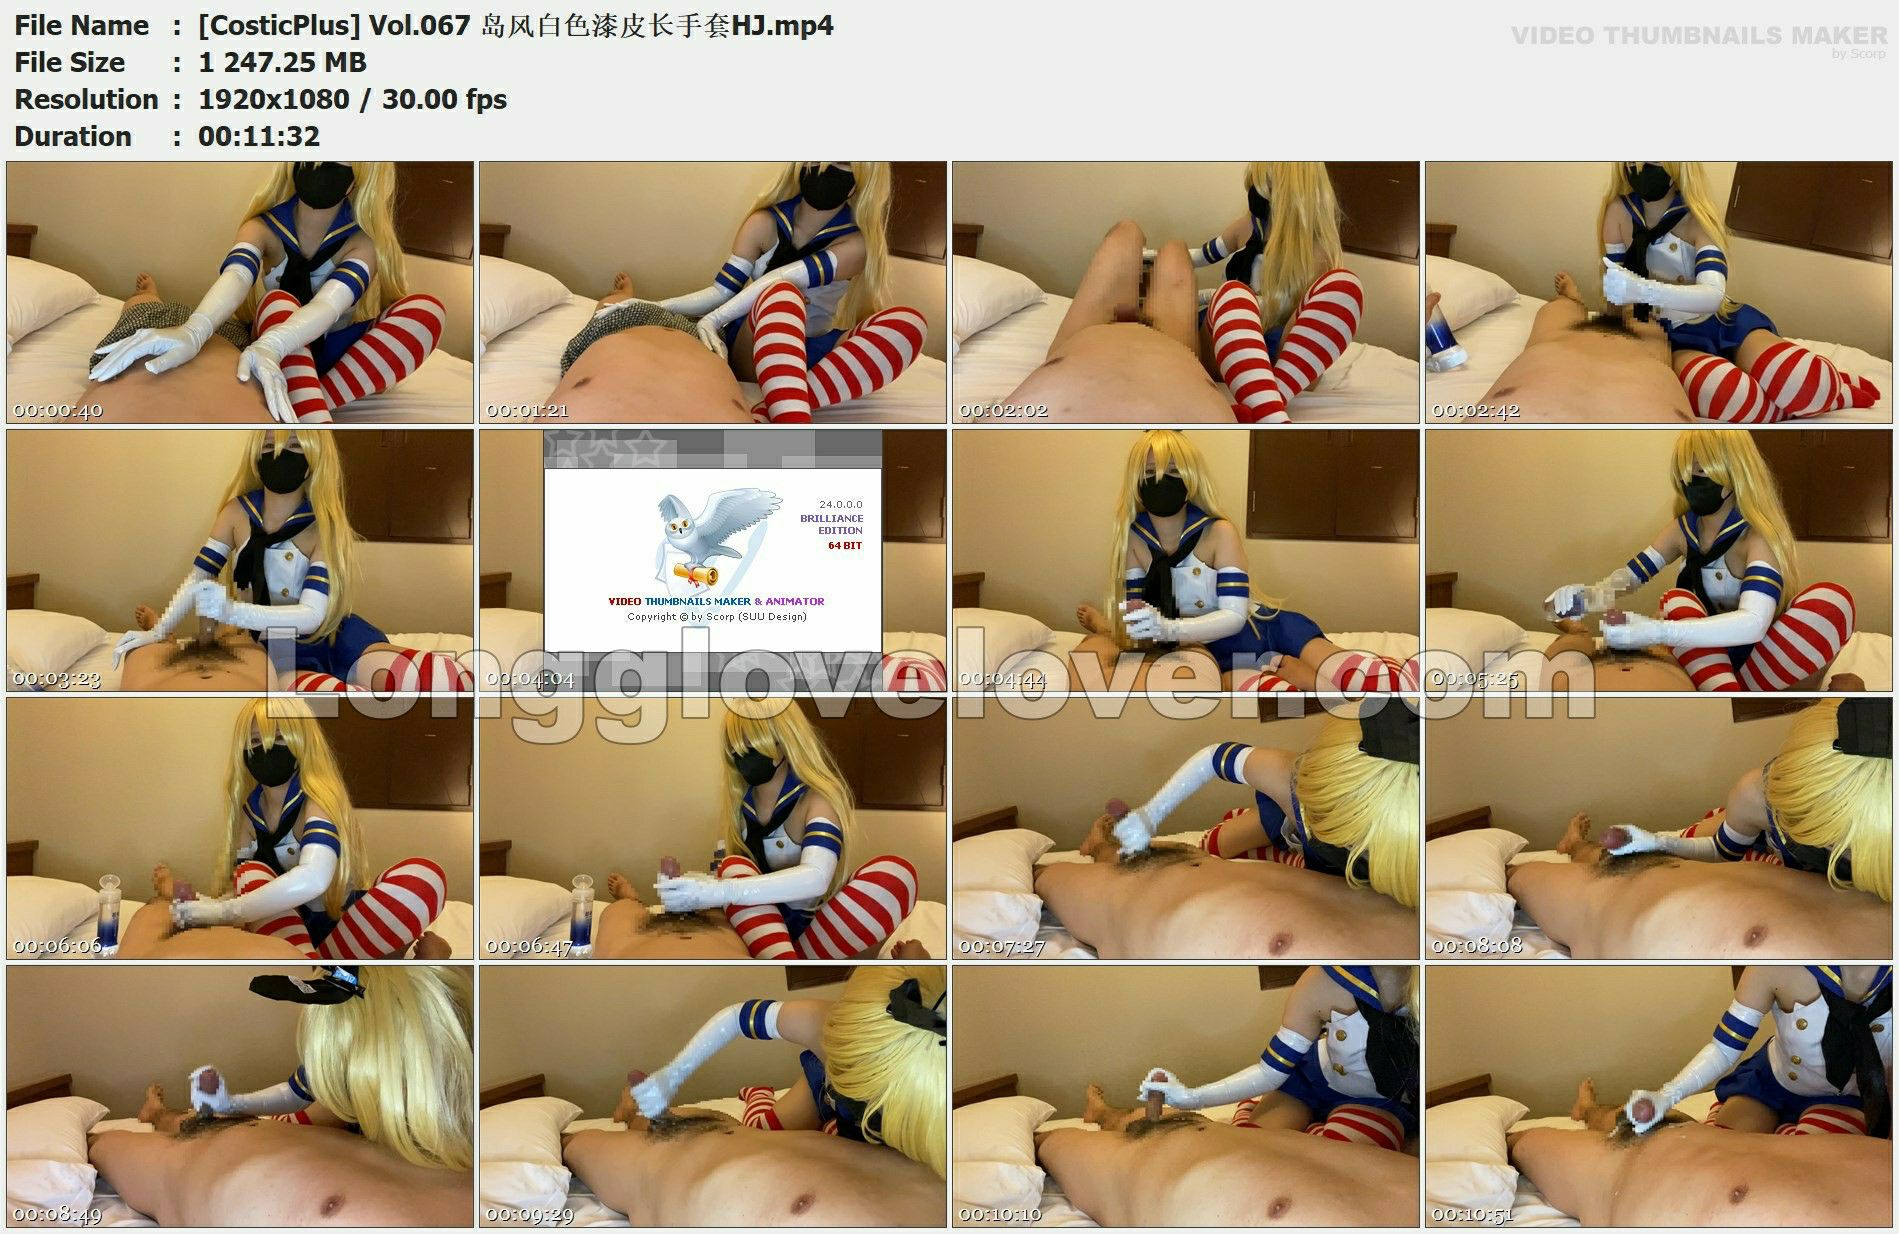 File Name : [CosticPlus] Vol.067 岛风白色漆皮长手套HJ.mp4
VIDEO THUMBNAILS MAKER
by Scorp
File Size : 1 247.25 MB
Resolution : 1920x1080 / 30.00 fps
Duration : 00:11:32
00:00:40
00:01:21
00:02:02
00:02:42
24.0.0.0
BRILLIANCE
EDITION
64 BIT
VIDEO THUMBNAILS MAKER & ANIMATOR
Copyright © by Scorp (SUU Design)
00:03:23
00:04:04
00:04:44
00:05:25
Longglovelover.com
00:06:06
00:06:47
00:07:27
00:08:08
00:08:49
00:09:29
00:10:10
00:10:51